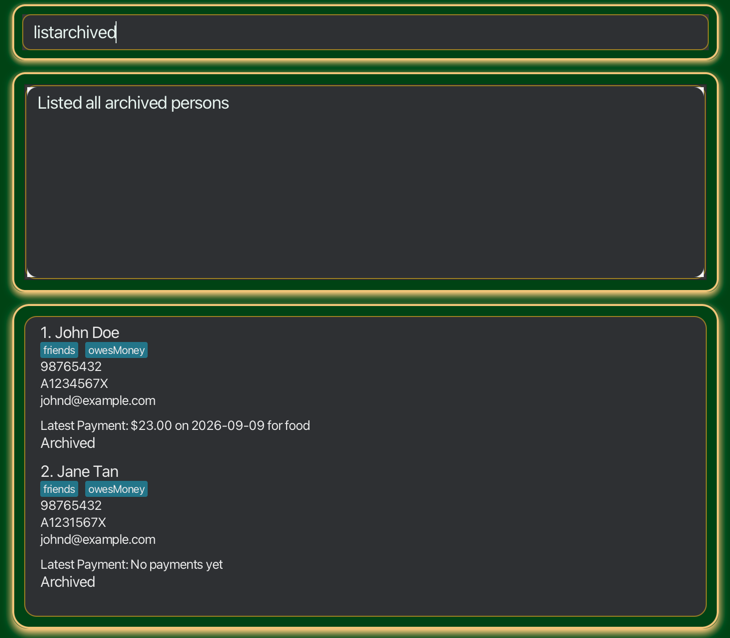 listarchived
Listed all archived persons
1. John Doe
friends owesMoney
98765432
A1234567X
johnd@example.com
Latest Payment: $23.00 on 2026-09-09 for food
Archived
2. Jane Tan
friends owesMoney
98765432
A1231567X
johnd@example.com
Latest Payment: No payments yet
Archived